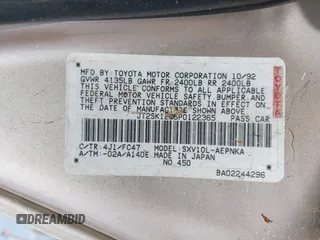 MFD. BY TOYOTA MOTOR CORPORATION 10/92
GVWR 4135LB GAWR FR 2400LB RR 2400LB
THIS VEHICLE CONFORMS TO ALL APPLICABLE
FEDERAL MOTOR VEHICLE SAFETY, BUMPER, AND
THEFT PREVENTION STANDARDS IN EFFECT ON THE
DATE OF MANUFACTURE SHOWN ABOVE.
PASS.CAR
C/TR: 4J1/FC47 MODEL: SXV10L-AEPNKA
A/TM: -02A/A140E MADE IN JAPAN
NO.450
BA02244296
TOYOTA